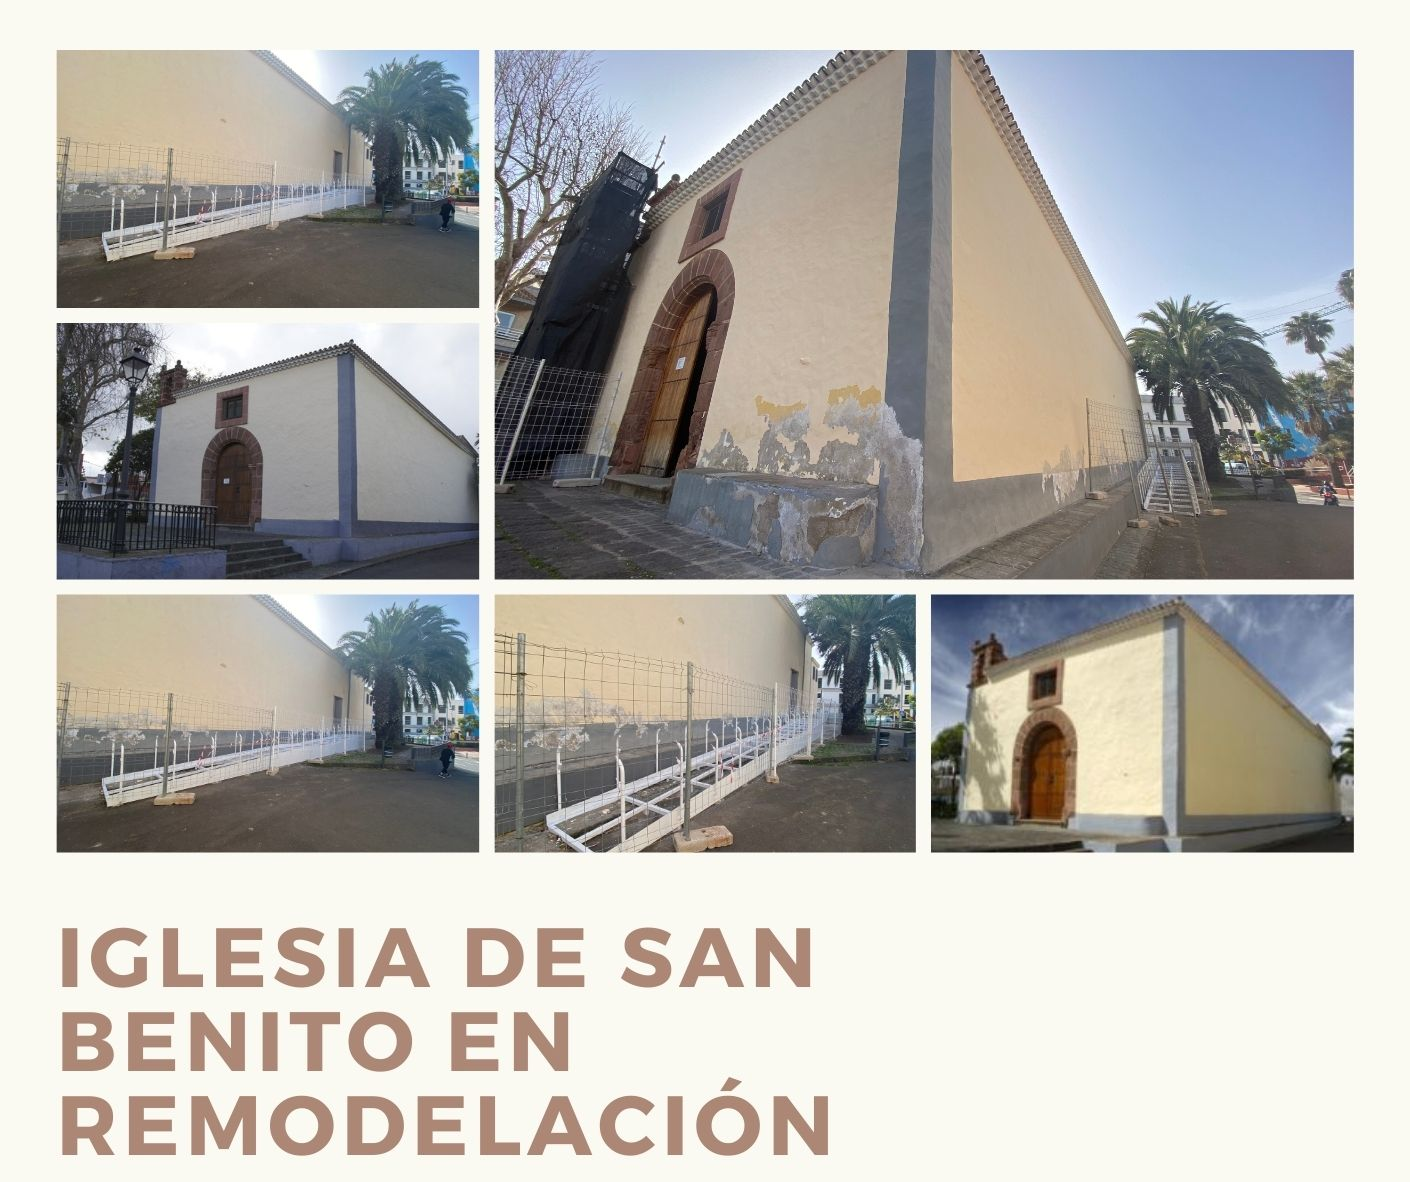 IGLESIA DE SAN
BENITO EN
REMODELACIÓN